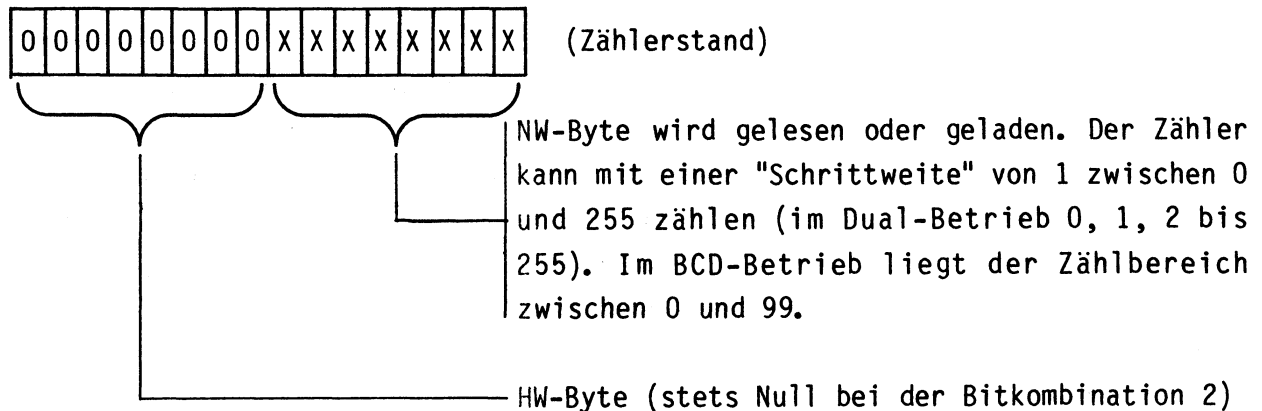 0 0 0 0 0 0 0 0 X X X X X X X X (Zählerstand)
NW-Byte wird gelesen oder geladen. Der Zähler
kann mit einer "Schrittweite" von 1 zwischen 0
und 255 zählen (im Dual-Betrieb 0, 1, 2 bis
255). Im BCD-Betrieb liegt der Zählbereich
zwischen 0 und 99.
HW-Byte (stets Null bei der Bitkombination 2)